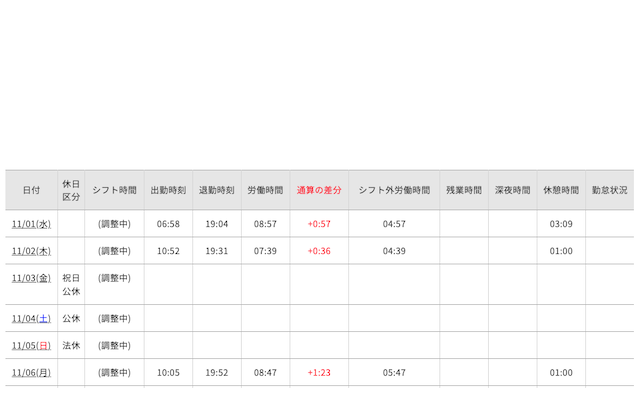 日付 休日区分 シフト時間 出勤時刻 退勤時刻 労働時間 通算の差分 シフト外労働時間 残業時間 深夜時間 休憩時間 勤怠状況
11/01(水) (調整中) 06:58 19:04 08:57 +0:57 04:57 03:09
11/02(木) (調整中) 10:52 19:31 07:39 +0:36 04:39 01:00
11/03(金) 祝日 (調整中)
公休
11/04(土) 公休 (調整中)
11/05(日) 法休 (調整中)
11/06(月) (調整中) 10:05 19:52 08:47 +1:23 05:47 01:00